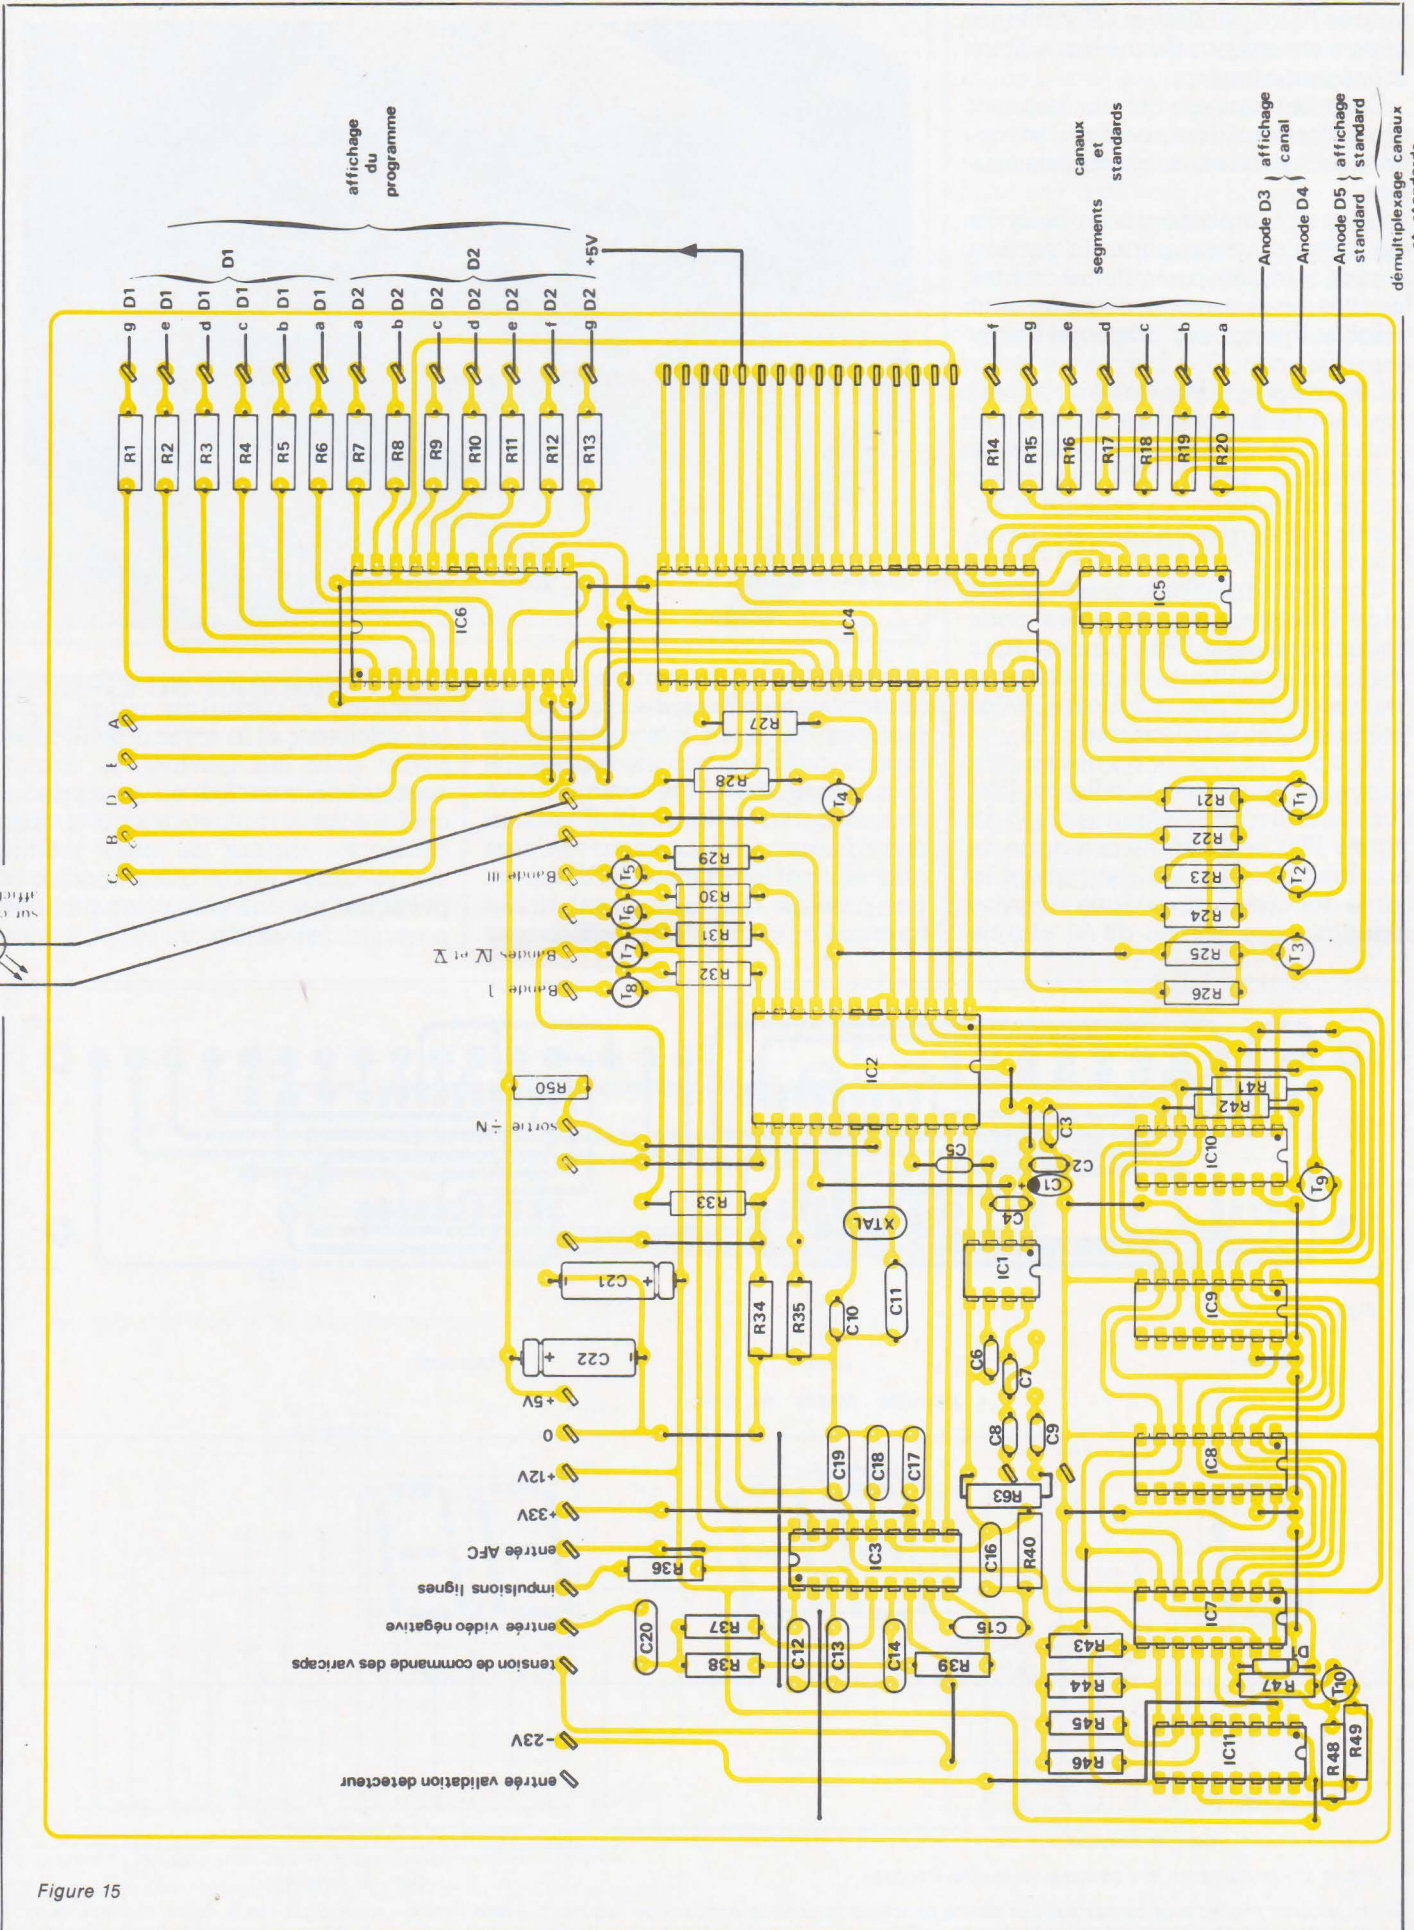 affichage
du
programme
D1
D2
+5V
g D1
e D1
d D1
c D1
b D1
a D1
a D2
b D2
c D2
d D2
e D2
f D2
g D2
canaux
et
standards
segments
f
g
e
d
c
b
a
Anode D3
Anode D4
affichage
canal
Anode D5
standard
affichage
standard
démultiplexage canaux
R1
R2
R3
R4
R5
R6
R7
R8
R9
R10
R11
R12
R13
R14
R15
R16
R17
R18
R19
R20
IC6
IC4
IC5
A
E
D
B
C
R27
R28
T4
R29
R30
R31
R32
T5
T6
T7
T8
Bande III
Bandes IV et V
Bande I
R21
R22
R23
R24
R25
R26
T1
T2
T3
IC2
R50
sortie ÷ N
R33
C5
C3
C2
C1
+
C4
R41
R42
IC10
T9
XTAL
C21
- +
C22
+ -
R34
R35
C10
C11
IC1
IC9
C6
C7
C8
C9
IC8
+5V
0
+12V
+33V
entrée AFC
impulsions lignes
entrée vidéo négative
tension de commande des varicaps
-23V
entrée validation detecteur
C19
C18
C17
R63
R36
IC3
C16
R40
C20
R37
R38
C12
C13
C14
C15
R39
IC7
R43
R44
R45
R46
D1
R47
T10
IC11
R48
R49
Figure 15